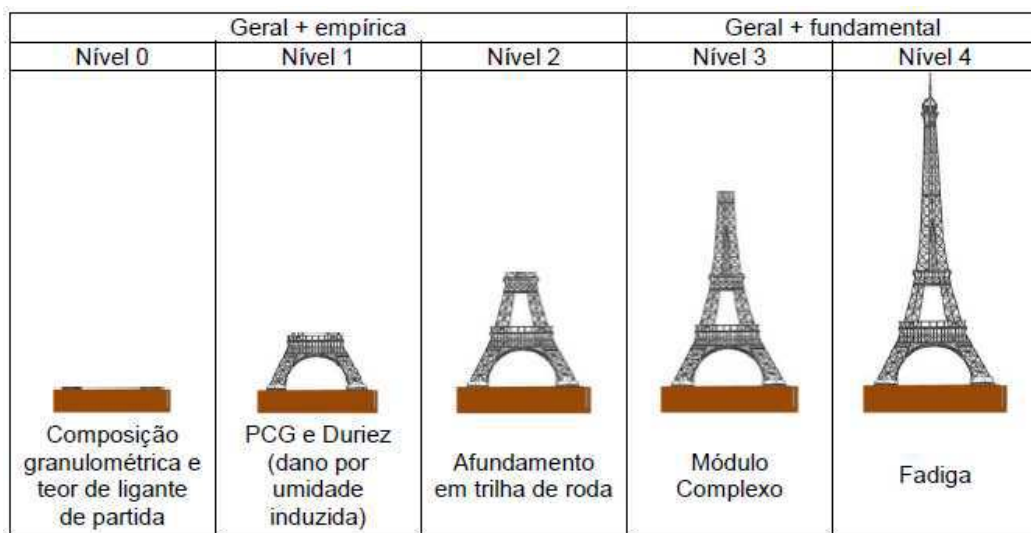 Geral + empírica
Geral + fundamental
Nível 0
Nível 1
Nível 2
Nível 3
Nível 4
Composição
granulométrica e
teor de ligante
de partida
PCG e Duriez
(dano por
umidade
induzida)
Afundamento
em trilha de roda
Módulo
Complexo
Fadiga